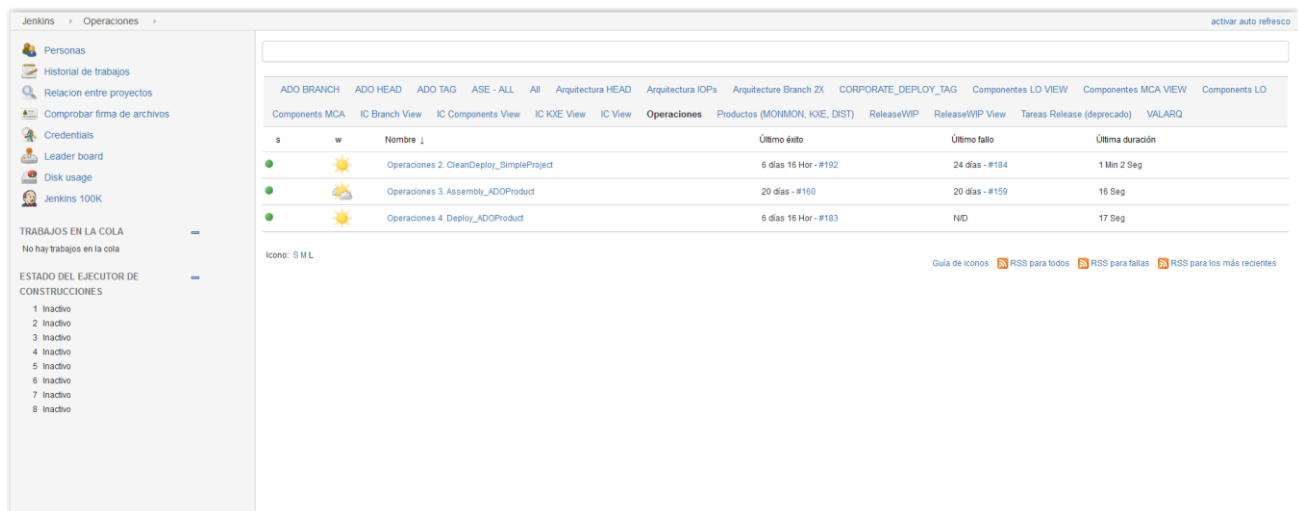 Jenkins › Operaciones ›
activar auto refresco
Personas
Historial de trabajos
Relacion entre proyectos
Comprobar firma de archivos
Credentials
Leader board
Disk usage
Jenkins 100K
TRABAJOS EN LA COLA
No hay trabajos en la cola
ESTADO DEL EJECUTOR DE
CONSTRUCCIONES
1 Inactivo
2 Inactivo
3 Inactivo
4 Inactivo
5 Inactivo
6 Inactivo
7 Inactivo
8 Inactivo
ADO BRANCH ADO HEAD ADO TAG ASE - ALL All Arquitectura HEAD Arquitectura IOPs Arquitecture Branch 2X CORPORATE_DEPLOY_TAG Componentes LO VIEW Componentes MCA VIEW Components LO
Components MCA IC Branch View IC Components View IC KXE View IC View Operaciones Productos (MONMON, KXE, DIST) ReleaseWIP ReleaseWIP View Tareas Release (deprecado) VALARQ
S W Nombre ↓ Último éxito Último fallo Última duración
Operaciones 2. CleanDeploy_SimpleProject 6 días 16 Hor - #192 24 días - #184 1 Min 2 Seg
Operaciones 3. Assembly_ADOProduct 20 días - #160 20 días - #159 16 Seg
Operaciones 4. Deploy_ADOProduct 6 días 16 Hor - #183 N/D 17 Seg
Icono: S M L
Guía de iconos RSS para todos RSS para fallas RSS para los más recientes